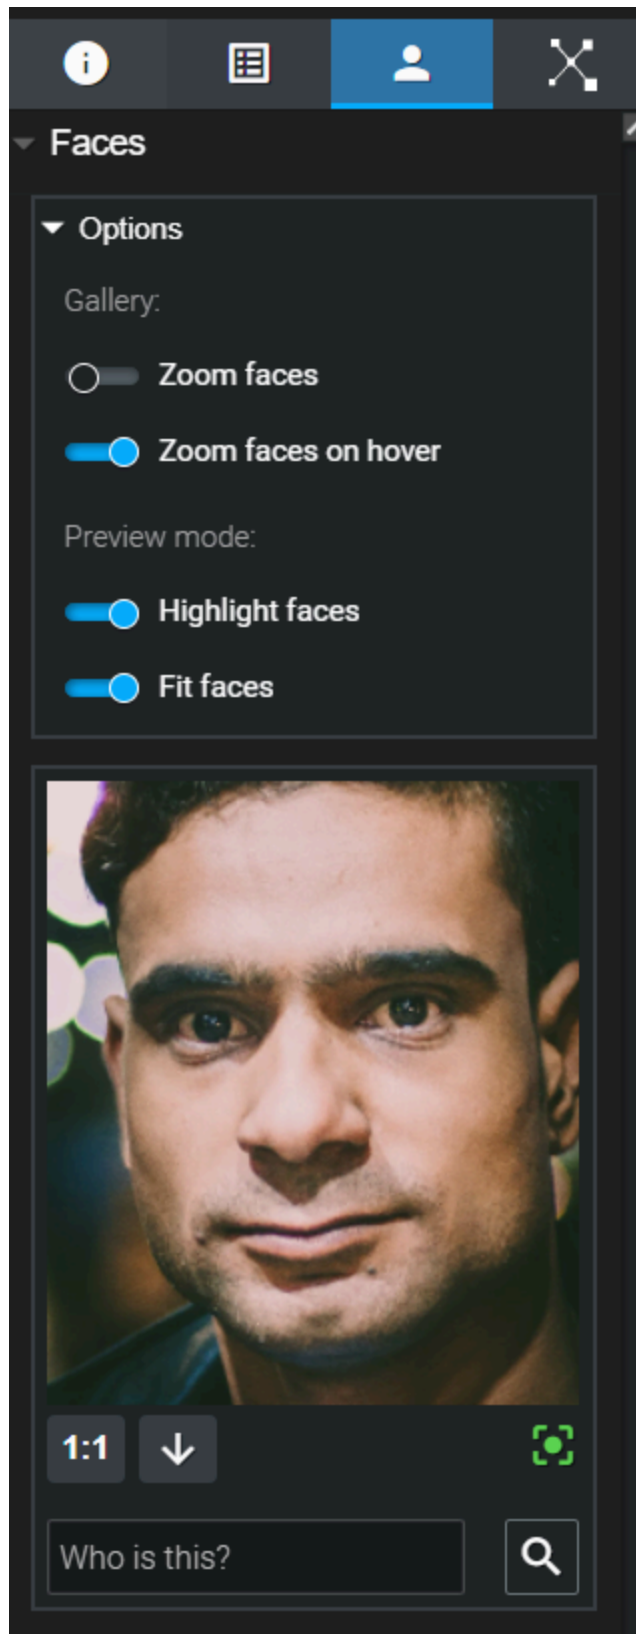 Faces
Options
Gallery:
Zoom faces
Zoom faces on hover
Preview mode:
Highlight faces
Fit faces
1:1
Who is this?